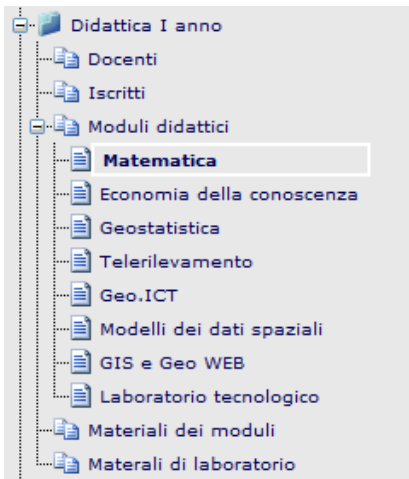 Didattica I anno
Docenti
Iscritti
Moduli didattici
Matematica
Economia della conoscenza
Geostatistica
Telerilevamento
Geo.ICT
Modelli dei dati spaziali
GIS e Geo WEB
Laboratorio tecnologico
Materiali dei moduli
Materali di laboratorio